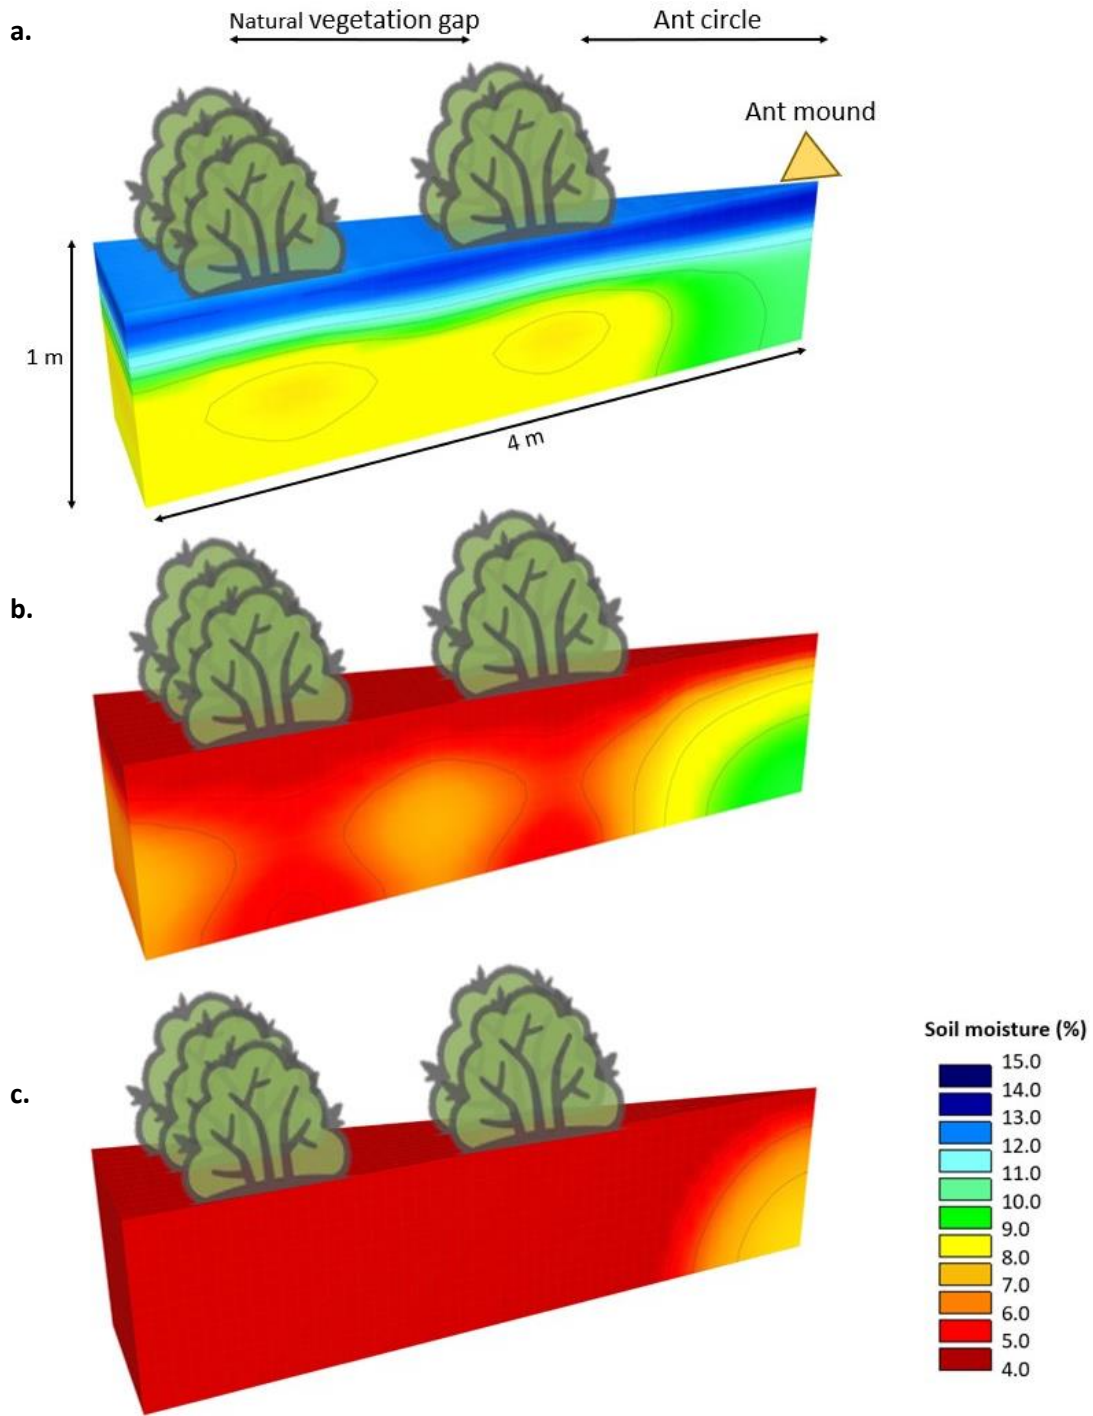 a.
Natural vegetation gap
Ant circle
Ant mound
1 m
4 m
b.
c.
Soil moisture (%)
15.0
14.0
13.0
12.0
11.0
10.0
9.0
8.0
7.0
6.0
5.0
4.0